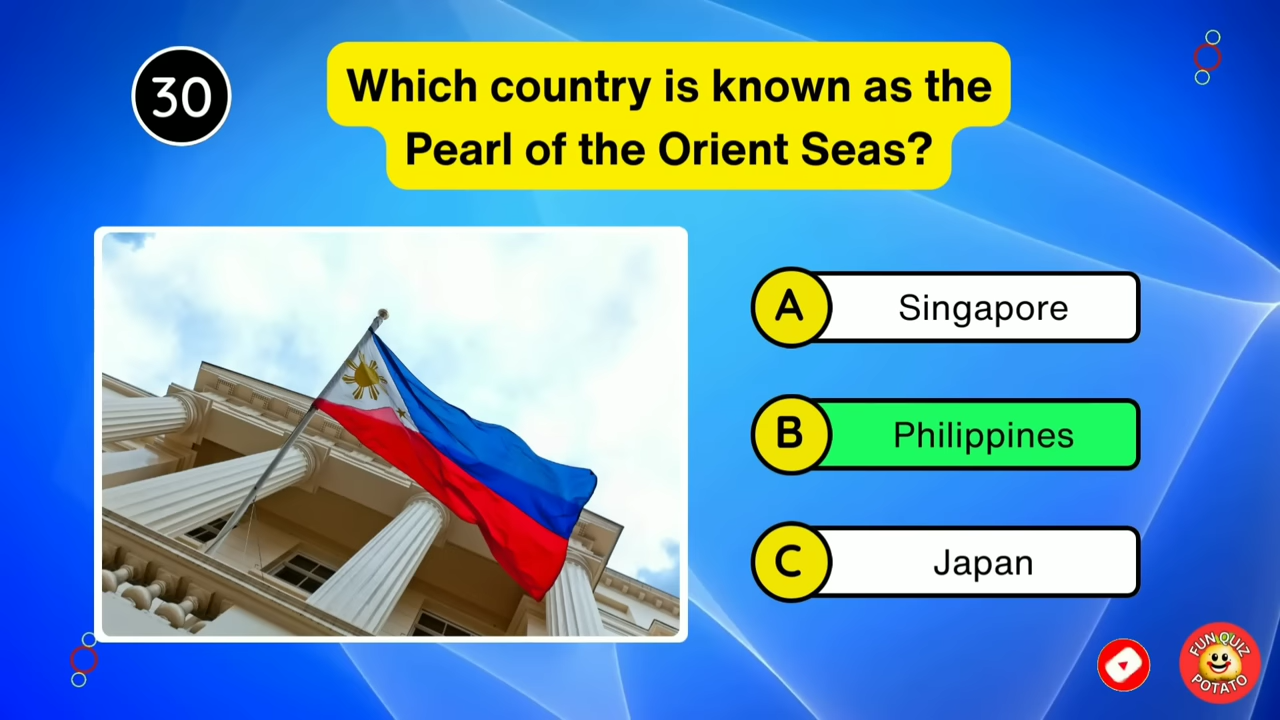 30
Which country is known as the
Pearl of the Orient Seas?
A Singapore
B Philippines
C Japan
FUN QUIZ
POTATO